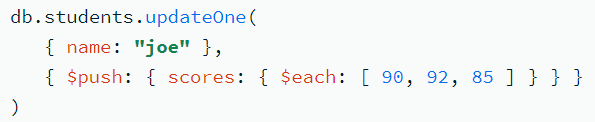 db.students.updateOne(
   { name: "joe" },
   { $push: { scores: { $each: [ 90, 92, 85 ] } } }
)